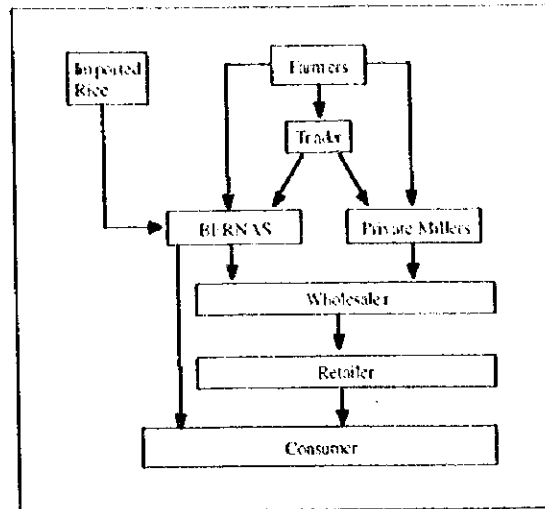 Imported
Rice
Farmers
Trader
BERNAS
Private Millers
Wholesaler
Retailer
Consumer